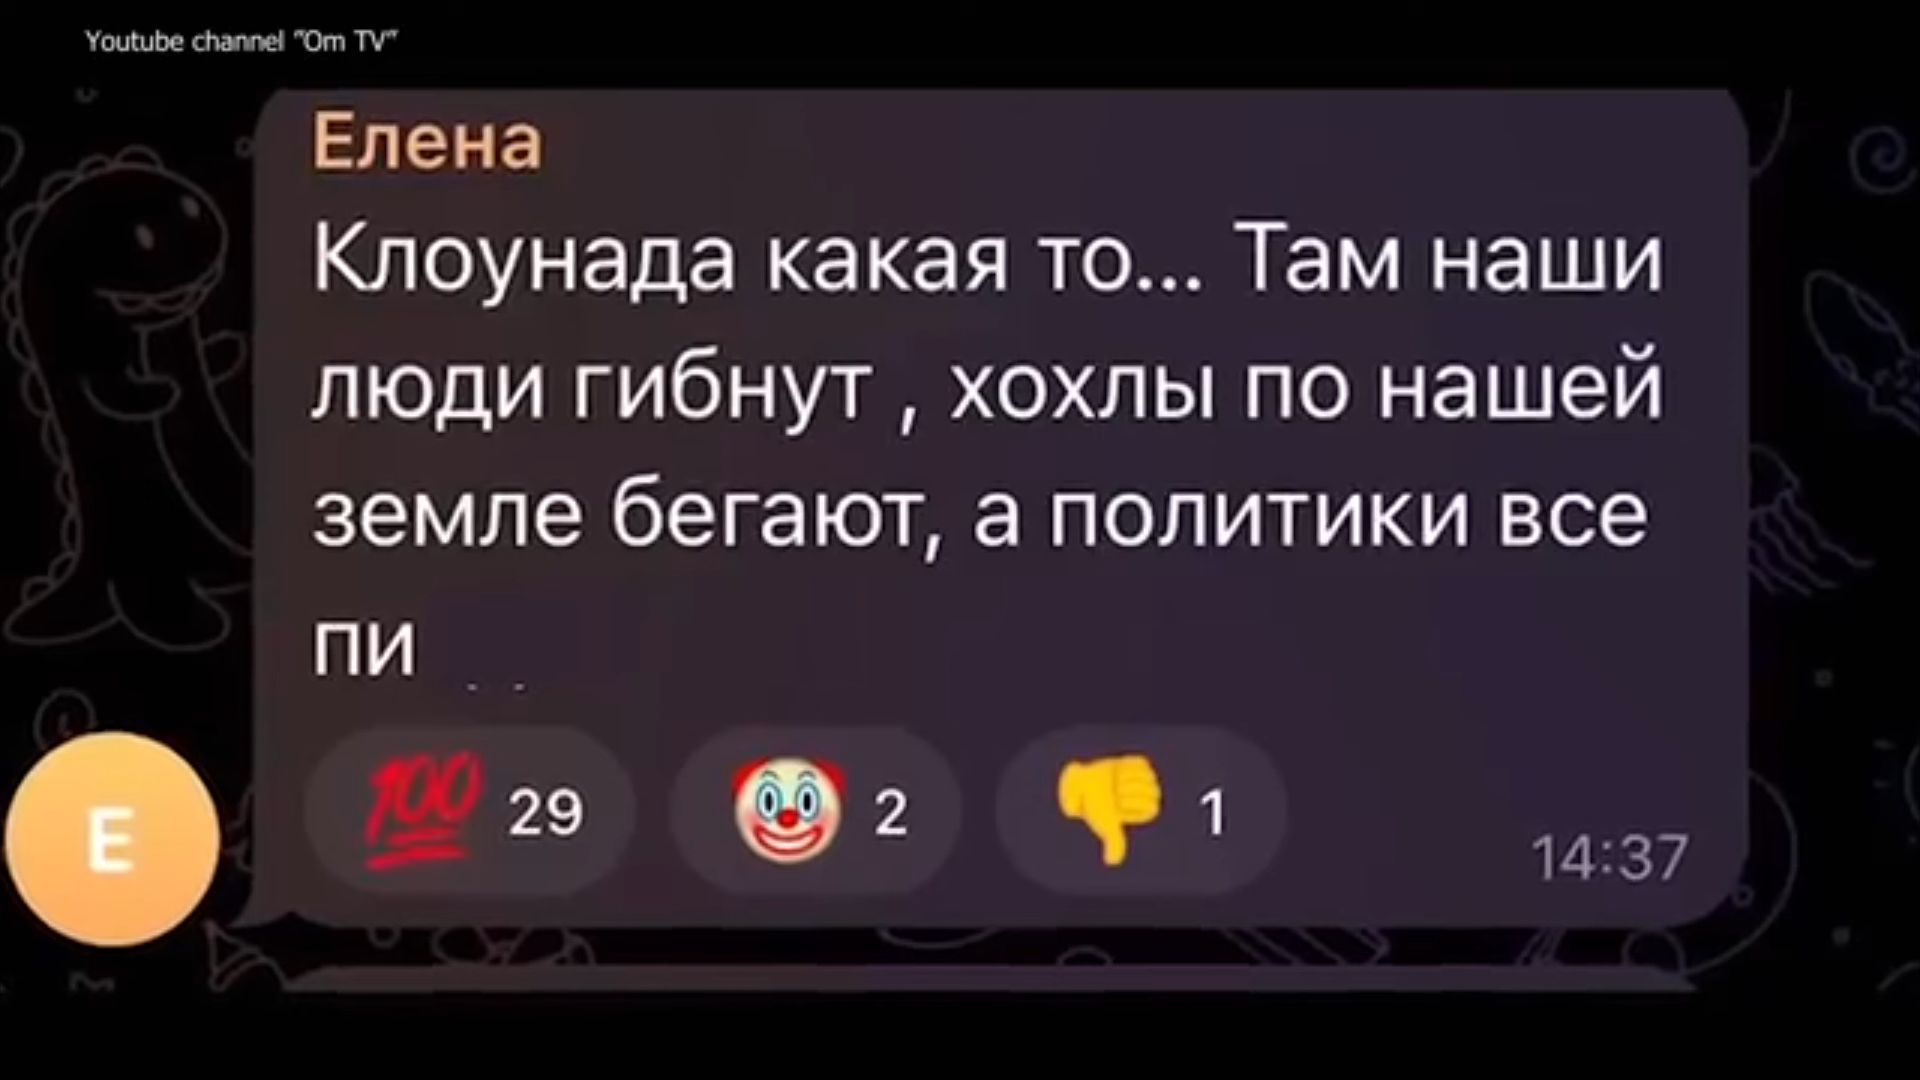 Youtube channel "Om TV"
Елена
Клоунада какая то... Там наши
люди гибнут , хохлы по нашей
земле бегают, а политики все
пи
💯 29 🤡 2 👎 1
14:37
E